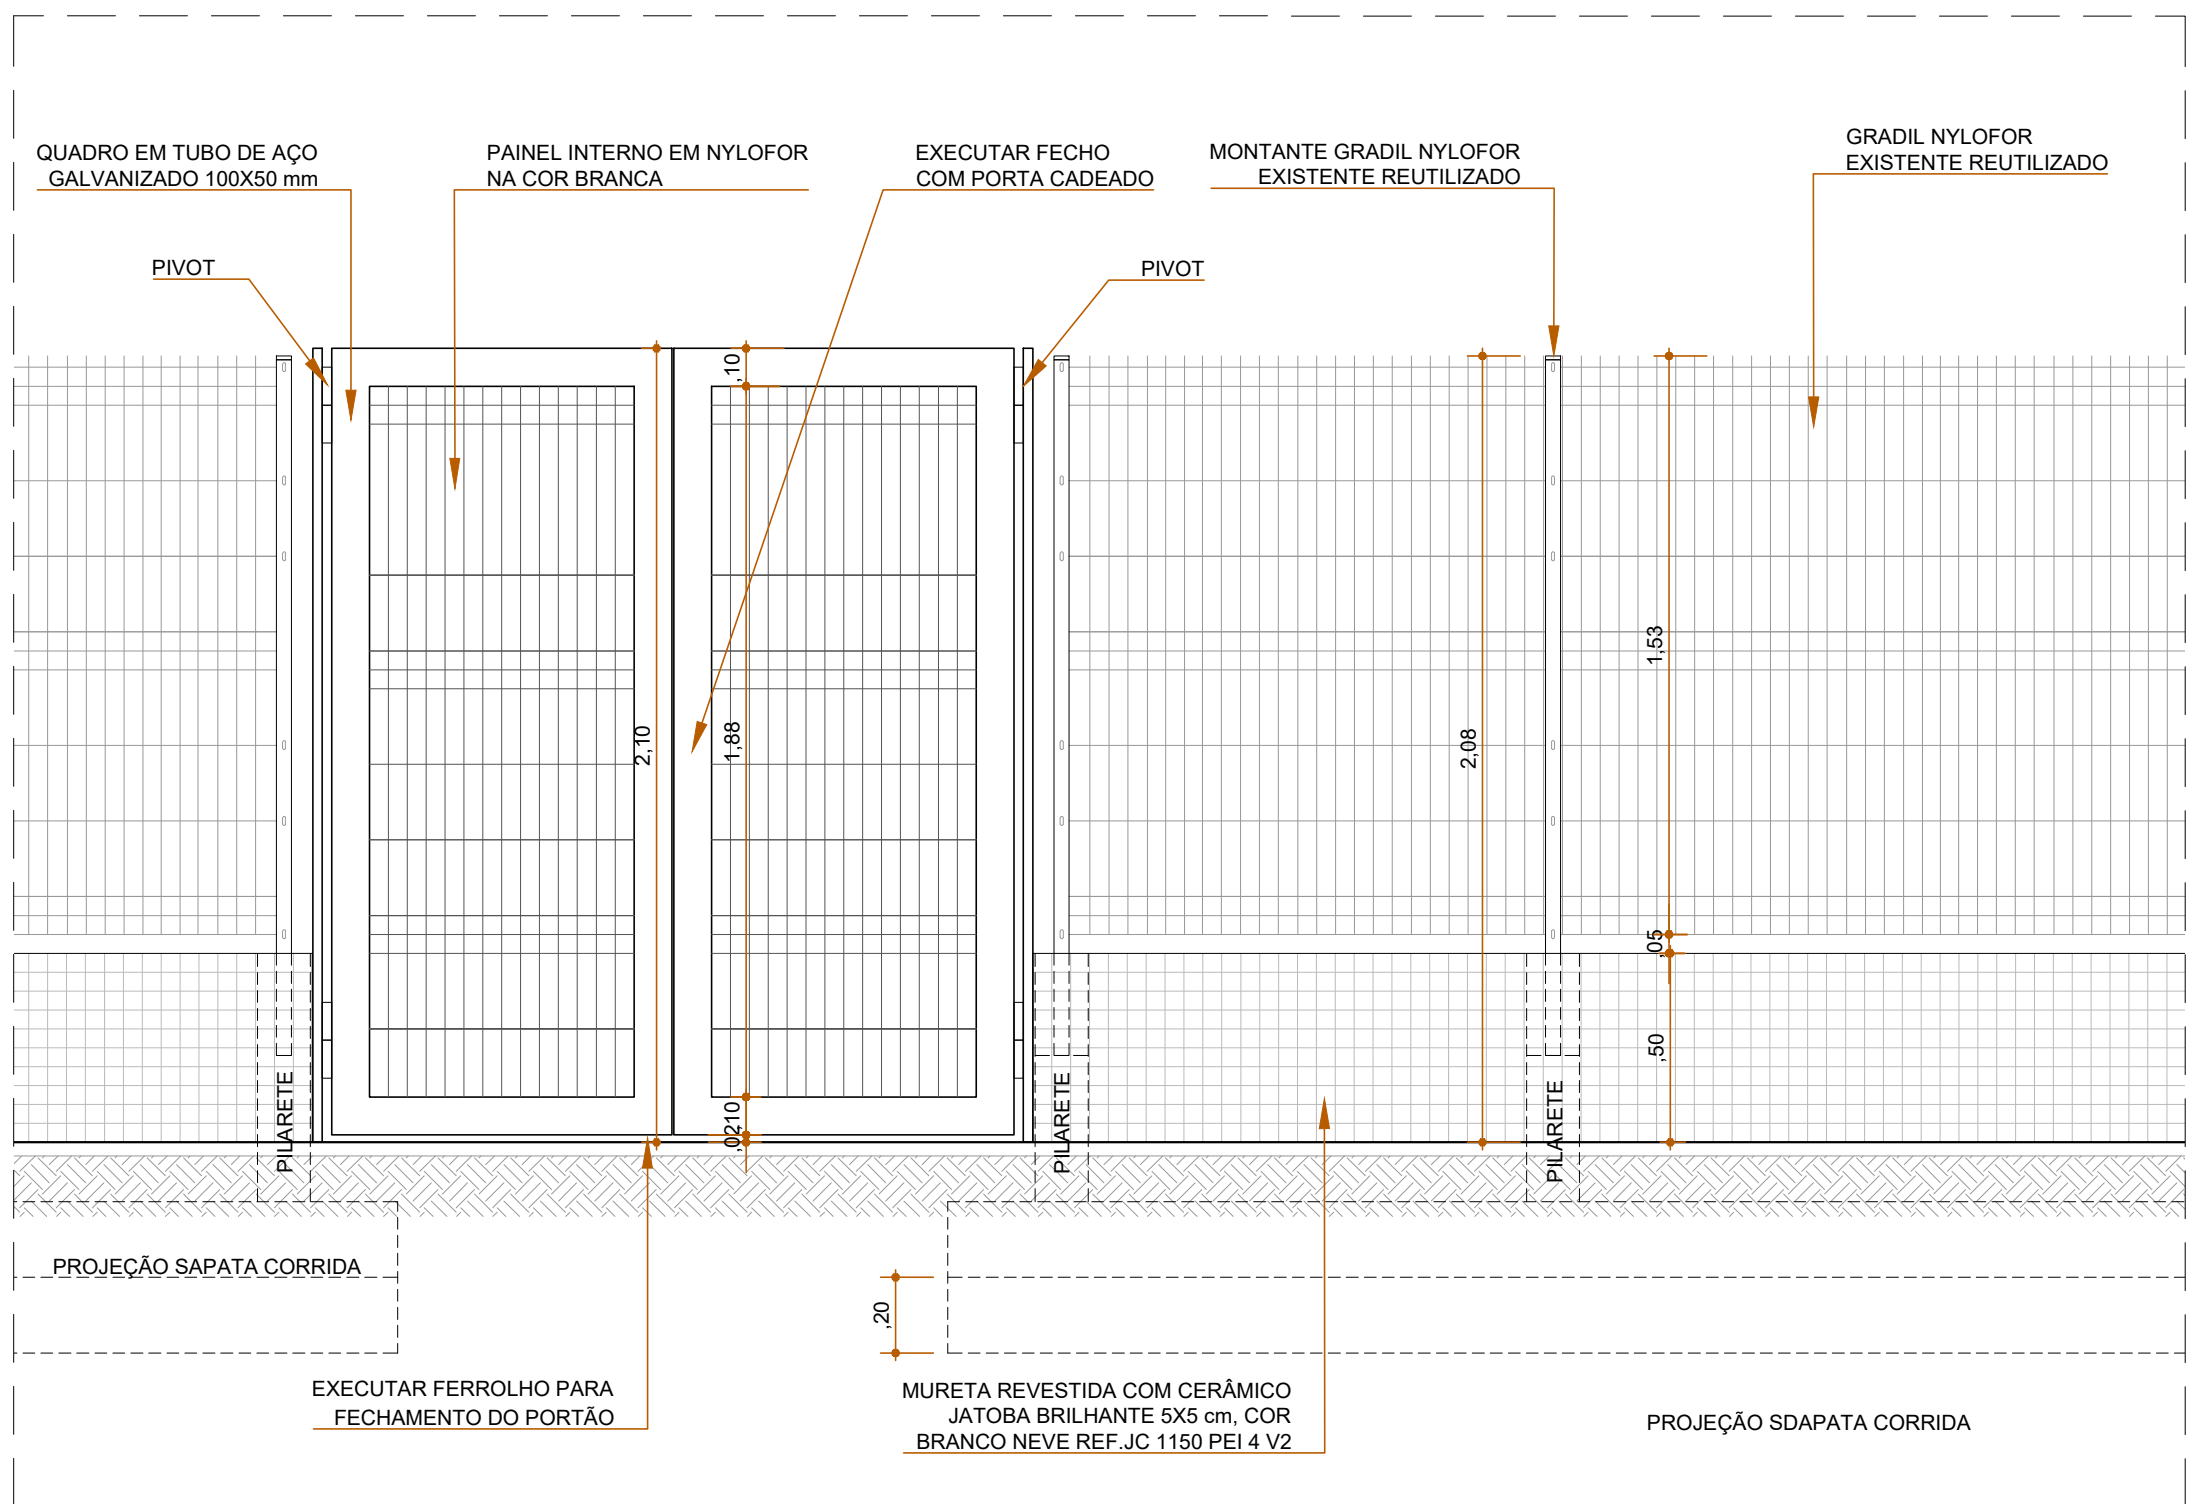 QUADRO EM TUBO DE AÇO
GALVANIZADO 100X50 mm
PAINEL INTERNO EM NYLOFOR
NA COR BRANCA
EXECUTAR FECHO
COM PORTA CADEADO
MONTANTE GRADIL NYLOFOR
EXISTENTE REUTILIZADO
GRADIL NYLOFOR
EXISTENTE REUTILIZADO
PIVOT
PIVOT
,10
2,10
1,88
2,08
1,53
,05
,50
,10
,02
PILARETE
PILARETE
PILARETE
PROJEÇÃO SAPATA CORRIDA
,20
EXECUTAR FERROLHO PARA
FECHAMENTO DO PORTÃO
MURETA REVESTIDA COM CERÂMICO
JATOBA BRILHANTE 5X5 cm, COR
BRANCO NEVE REF.JC 1150 PEI 4 V2
PROJEÇÃO SDAPATA CORRIDA